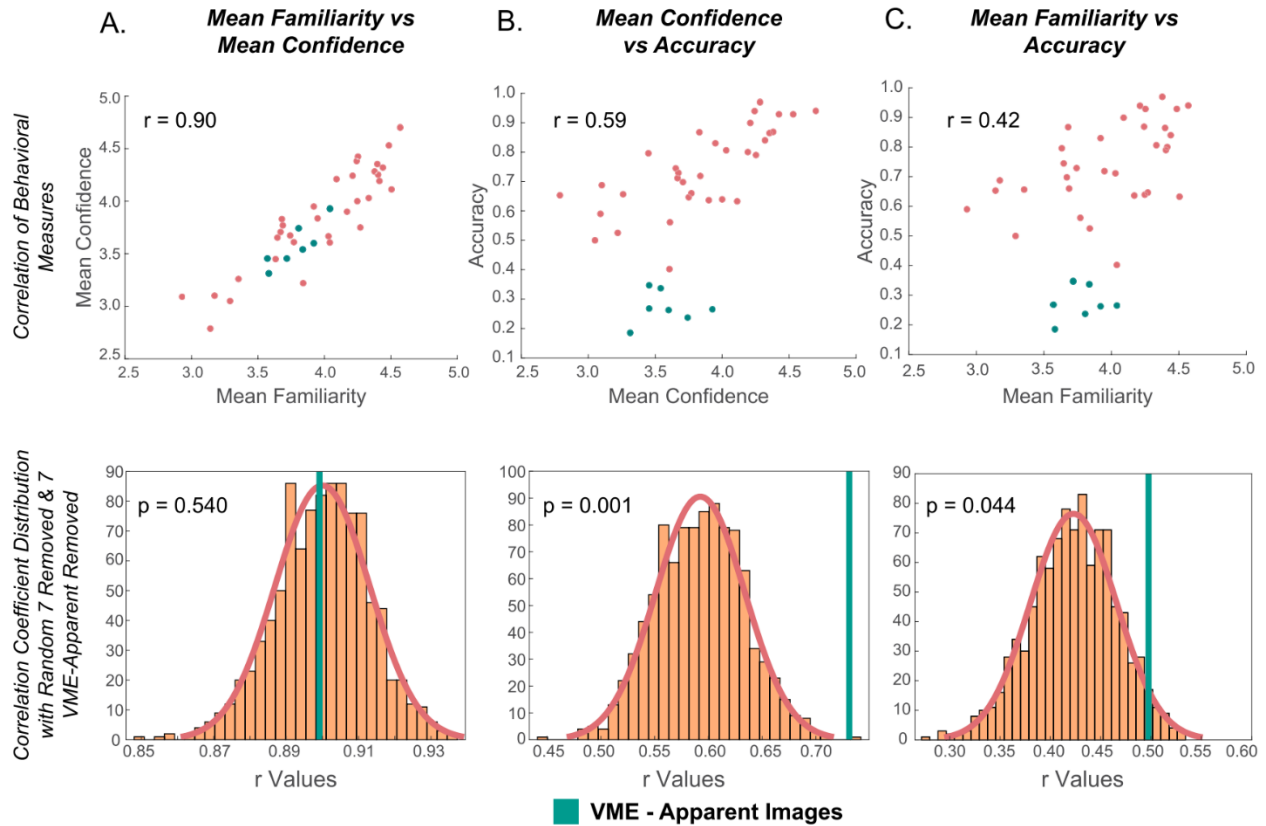 A.
Mean Familiarity vs
Mean Confidence
B.
Mean Confidence
vs Accuracy
C.
Mean Familiarity vs
Accuracy
Correlation of Behavioral
Measures
Mean Confidence
5.0
4.5
4.0
3.5
3.0
2.5
r = 0.90
2.5 3.0 3.5 4.0 4.5 5.0
Mean Familiarity
Accuracy
1.0
0.9
0.8
0.7
0.6
0.5
0.4
0.3
0.2
0.1
r = 0.59
2.5 3.0 3.5 4.0 4.5 5.0
Mean Confidence
Accuracy
1.0
0.9
0.8
0.7
0.6
0.5
0.4
0.3
0.2
0.1
r = 0.42
2.5 3.0 3.5 4.0 4.5 5.0
Mean Familiarity
Correlation Coefficient Distribution
with Random 7 Removed & 7
VME-Apparent Removed
90
80
70
60
50
40
30
20
10
0
p = 0.540
0.85 0.87 0.89 0.91 0.93
r Values
100
90
80
70
60
50
40
30
20
10
0
p = 0.001
0.45 0.50 0.55 0.60 0.65 0.70
r Values
90
80
70
60
50
40
30
20
10
0
p = 0.044
0.30 0.40 0.45 0.50 0.55 0.60
r Values
VME - Apparent Images